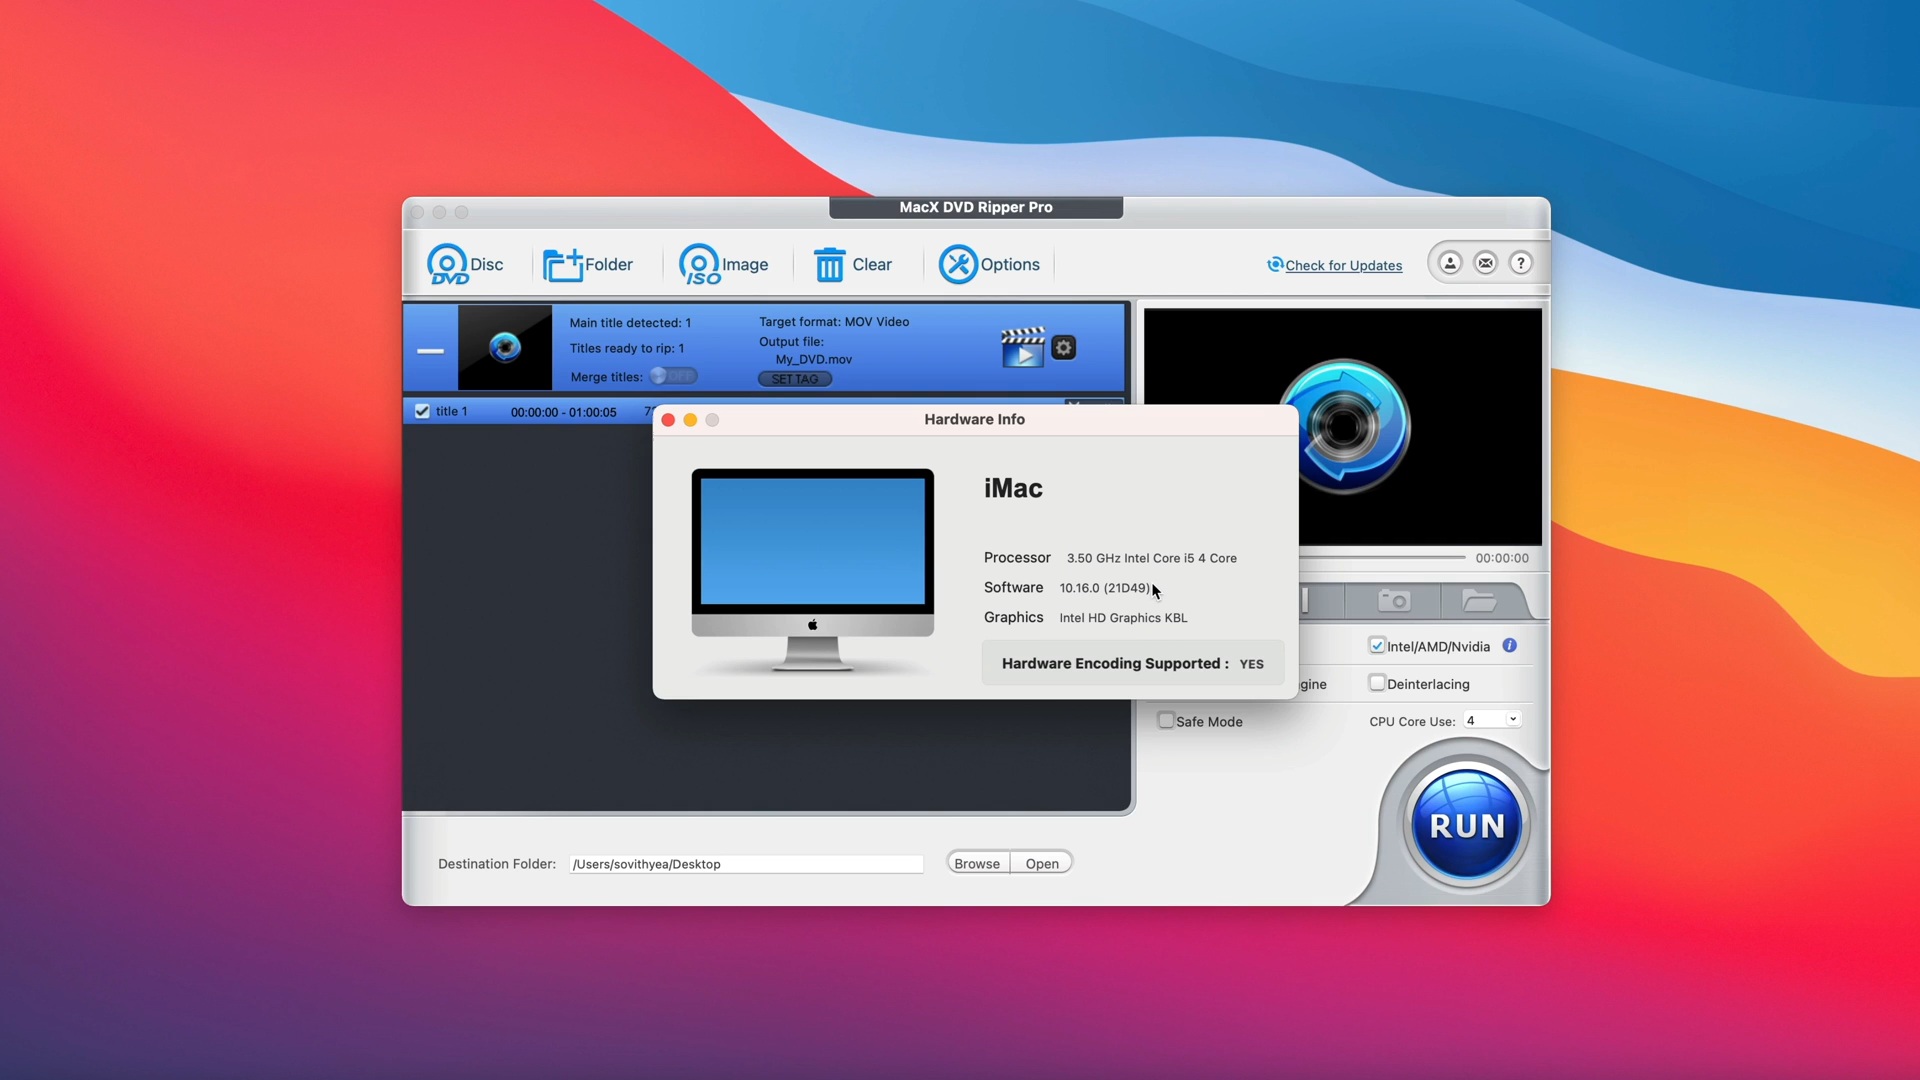 MacX DVD Ripper Pro
DVD Disc
Folder
ISO Image
Clear
Options
Check for Updates
?
Main title detected: 1
Titles ready to rip: 1
Merge titles: OFF
Target format: MOV Video
Output file:
My_DVD.mov
SET TAG
title 1 00:00:00 - 01:00:05
Hardware Info
iMac
Processor 3.50 GHz Intel Core i5 4 Core
Software 10.16.0 (21D49)
Graphics Intel HD Graphics KBL
Hardware Encoding Supported : YES
00:00:00
Intel/AMD/Nvidia i
gine
Deinterlacing
Safe Mode
CPU Core Use: 4
RUN
Destination Folder: /Users/sovithyea/Desktop
Browse
Open